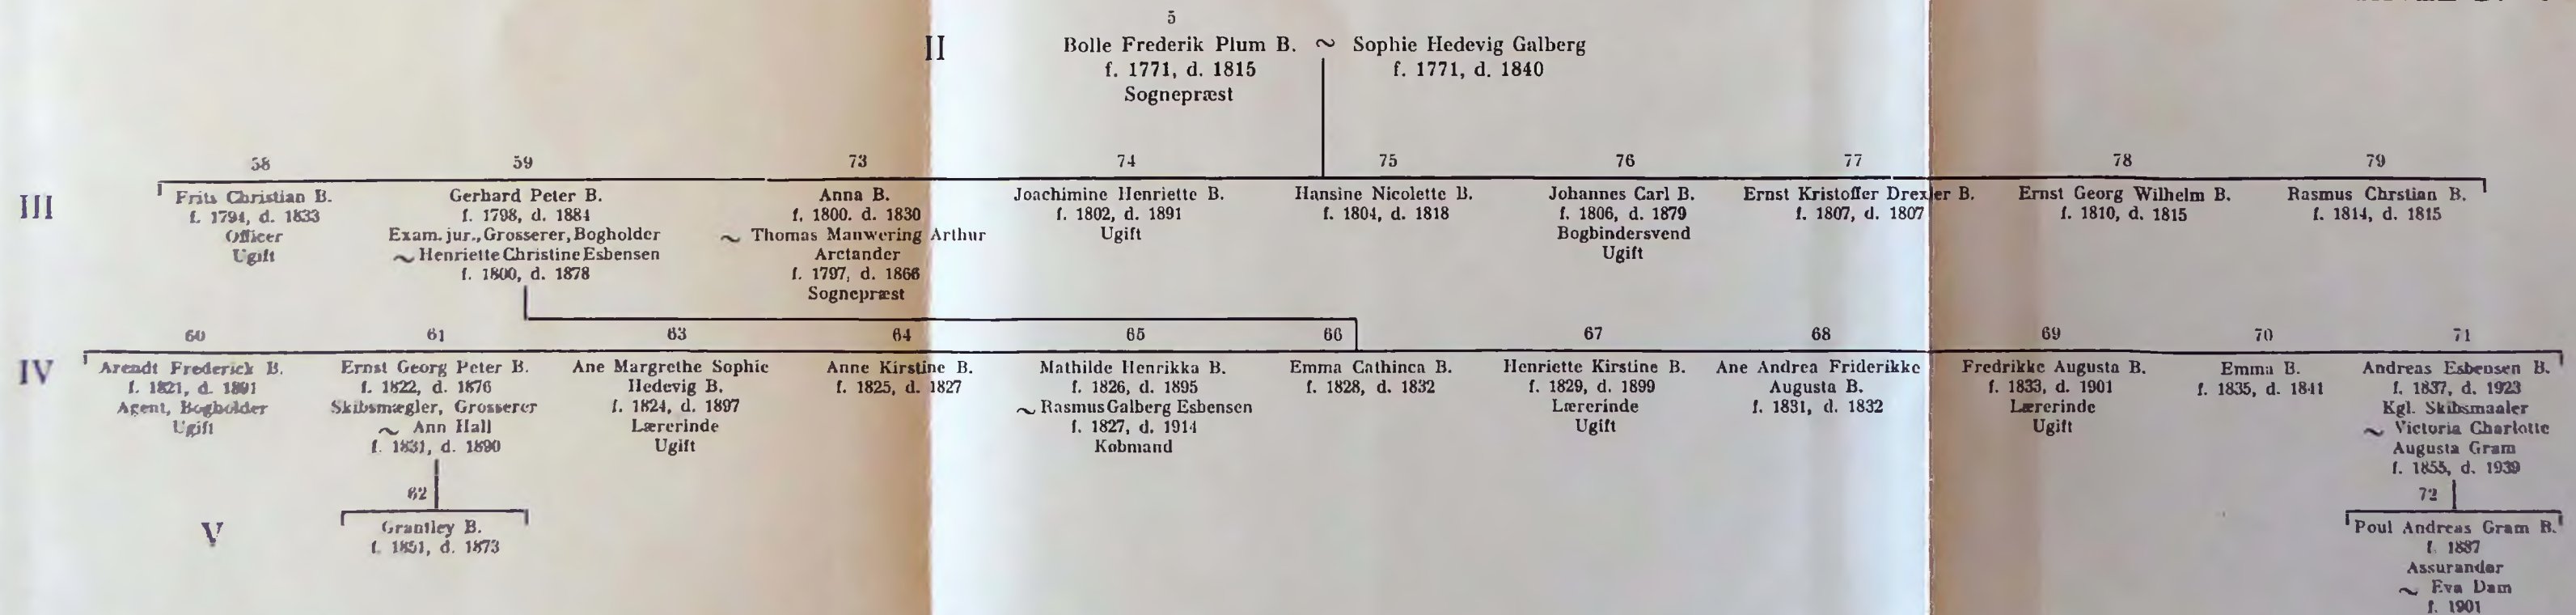 5
II
Bolle Frederik Plum B. ~ Sophie Hedevig Galberg
f. 1771, d. 1815
f. 1771, d. 1840
Sognepræst
III
58
Frits Christian B.
f. 1794, d. 1833
Officer
Ugift
59
Gerhard Peter B.
f. 1798, d. 1884
Exam. jur., Grosserer, Bogholder
~ Henriette Christine Esbensen
f. 1800, d. 1878
73
Anna B.
f. 1800. d. 1830
~ Thomas Manwering Arthur
Arctander
f. 1797, d. 1866
Sognepræst
74
Joachimine Henriette B.
f. 1802, d. 1891
Ugift
75
Hansine Nicolette B.
f. 1804, d. 1818
76
Johannes Carl B.
f. 1806, d. 1879
Bogbindersvend
Ugift
77
Ernst Kristoffer Drexler B.
f. 1807, d. 1807
78
Ernst Georg Wilhelm B.
f. 1810, d. 1815
79
Rasmus Chrstian B.
f. 1814, d. 1815
IV
60
Arendt Frederick B.
f. 1821, d. 1891
Agent, Bogholder
Ugift
61
Ernst Georg Peter B.
f. 1822, d. 1876
Skibsmægler, Grosserer
~ Ann Hall
f. 1831, d. 1890
63
Ane Margrethe Sophie
Hedevig B.
f. 1824, d. 1897
Lærerinde
Ugift
64
Anne Kirstine B.
f. 1825, d. 1827
65
Mathilde Henrikka B.
f. 1826, d. 1895
~ Rasmus Galberg Esbensen
f. 1827, d. 1914
Købmand
66
Emma Cathinca B.
f. 1828, d. 1832
67
Henriette Kirstine B.
f. 1829, d. 1899
Lærerinde
Ugift
68
Ane Andrea Friderikke
Augusta B.
f. 1831, d. 1832
69
Fredrikke Augusta B.
f. 1833, d. 1901
Lærerinde
Ugift
70
Emma B.
f. 1835, d. 1841
71
Andreas Esbensen B.
f. 1837, d. 1923
Kgl. Skibsmaaler
~ Victoria Charlotte
Augusta Gram
f. 1855, d. 1939
V
62
Grantley B.
f. 1851, d. 1873
72
Poul Andreas Gram B.
f. 1887
Assurandør
~ Eva Dam
f. 1901